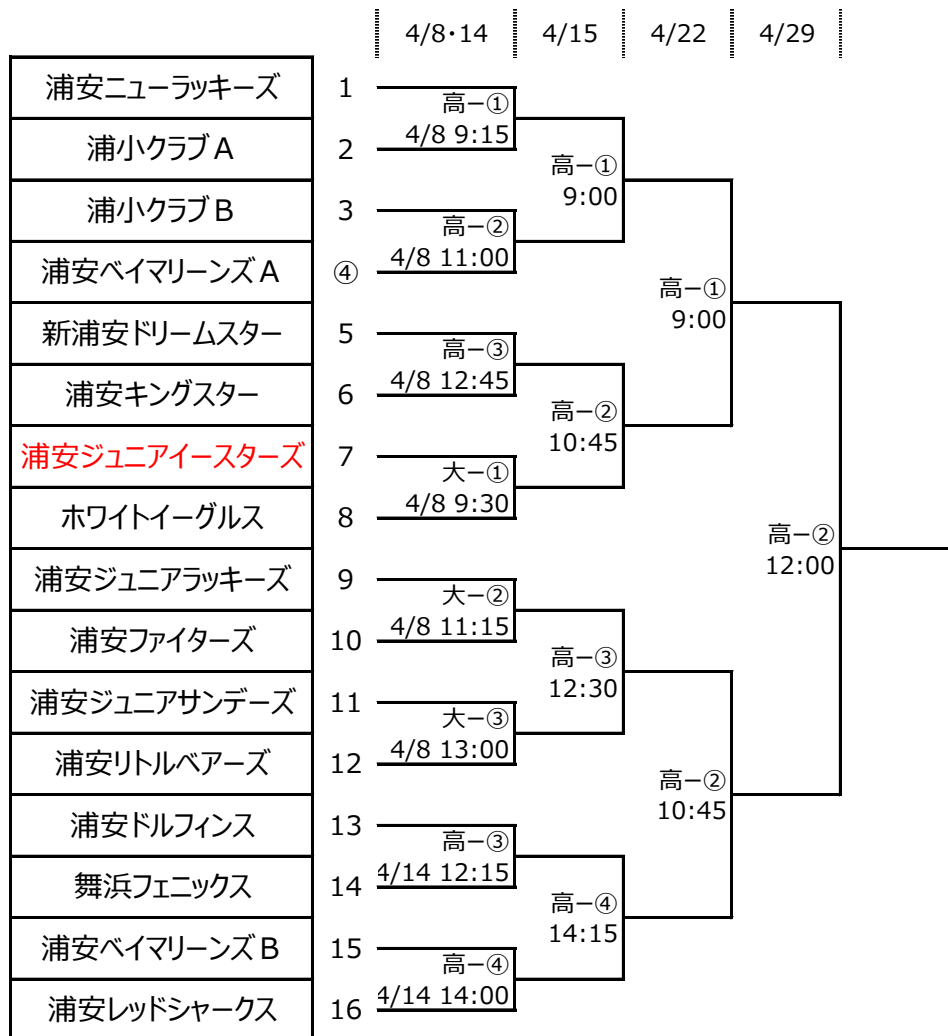 4/8・14 4/15 4/22 4/29
浦安ニューラッキーズ 1
高ー①
4/8 9:15
浦小クラブA 2
高ー①
9:00
浦小クラブB 3
高ー②
4/8 11:00
浦安ベイマリーンズA ④
高ー①
9:00
新浦安ドリームスター 5
高ー③
4/8 12:45
浦安キングスター 6
高ー②
10:45
浦安ジュニアイースターズ 7
大ー①
4/8 9:30
ホワイトイーグルス 8
高ー②
12:00
浦安ジュニアラッキーズ 9
大ー②
4/8 11:15
浦安ファイターズ 10
高ー③
12:30
浦安ジュニアサンデーズ 11
大ー③
4/8 13:00
浦安リトルベアーズ 12
高ー②
10:45
浦安ドルフィンス 13
高ー③
4/14 12:15
舞浜フェニックス 14
高ー④
14:15
浦安ベイマリーンズB 15
高ー④
4/14 14:00
浦安レッドシャークス 16